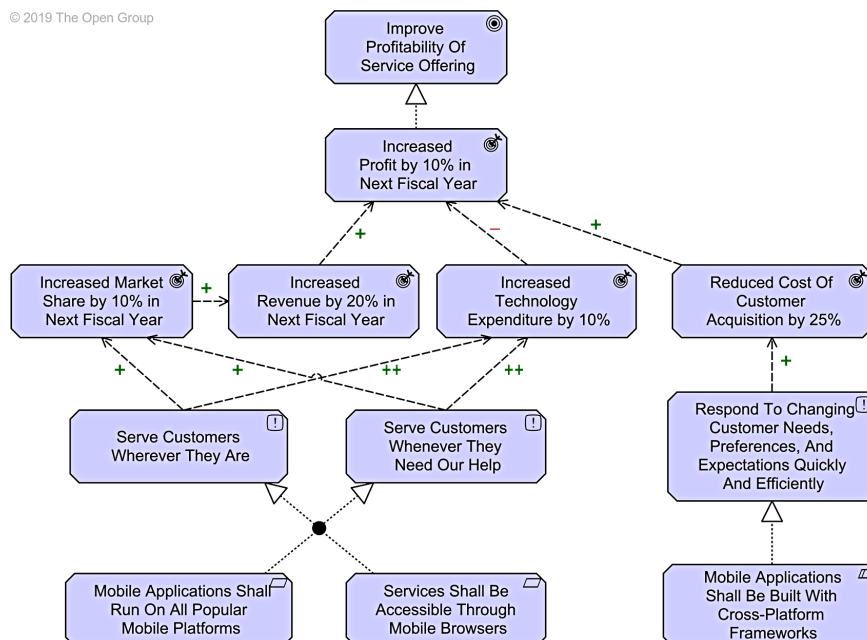 © 2019 The Open Group
Improve
Profitability Of
Service Offering
Increased
Profit by 10% in
Next Fiscal Year
+
–
+
Increased Market
Share by 10% in
Next Fiscal Year
+
Increased
Revenue by 20% in
Next Fiscal Year
Increased
Technology
Expenditure by 10%
Reduced Cost Of
Customer
Acquisition by 25%
+
+
++
++
+
Serve Customers
Wherever They Are
!
Serve Customers
Whenever They
Need Our Help
!
Respond To Changing
Customer Needs,
Preferences, And
Expectations Quickly
And Efficiently
!
Mobile Applications Shall
Run On All Popular
Mobile Platforms
Services Shall Be
Accessible Through
Mobile Browsers
Mobile Applications
Shall Be Built With
Cross-Platform
Frameworks